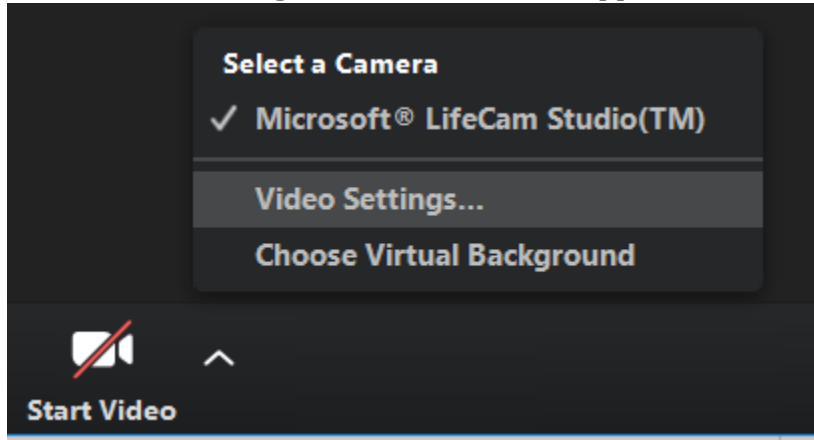 Select a Camera
Microsoft® LifeCam Studio(TM)
Video Settings...
Choose Virtual Background
Start Video